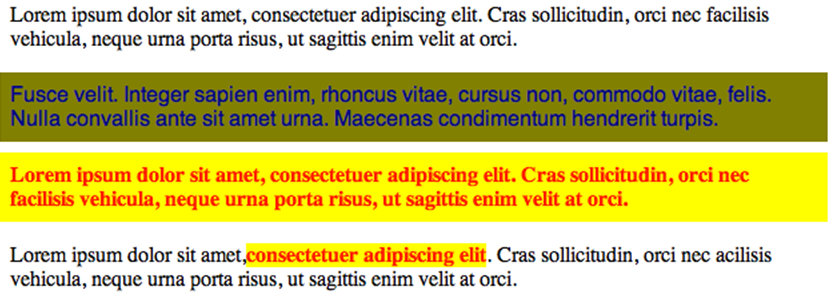 Lorem ipsum dolor sit amet, consectetuer adipiscing elit. Cras sollicitudin, orci nec facilisis
vehicula, neque urna porta risus, ut sagittis enim velit at orci.
Fusce velit. Integer sapien enim, rhoncus vitae, cursus non, commodo vitae, felis.
Nulla convallis ante sit amet urna. Maecenas condimentum hendrerit turpis.
Lorem ipsum dolor sit amet, consectetuer adipiscing elit. Cras sollicitudin, orci nec
facilisis vehicula, neque urna porta risus, ut sagittis enim velit at orci.
Lorem ipsum dolor sit amet,consectetuer adipiscing elit. Cras sollicitudin, orci nec acilisis
vehicula, neque urna porta risus, ut sagittis enim velit at orci.